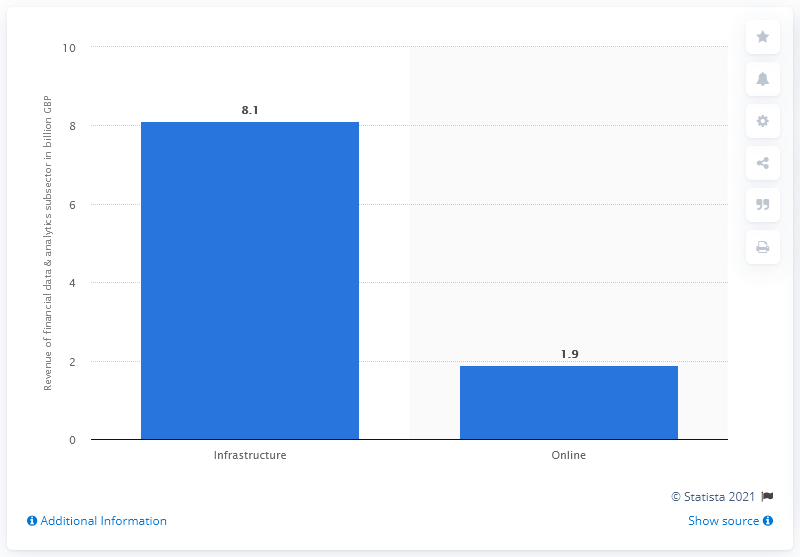 Revenue of financial data & analytics subsector in billion GBP
10
8
6
4
2
0
8.1
1.9
Infrastructure
Online
© Statista 2021
Additional Information
Show source